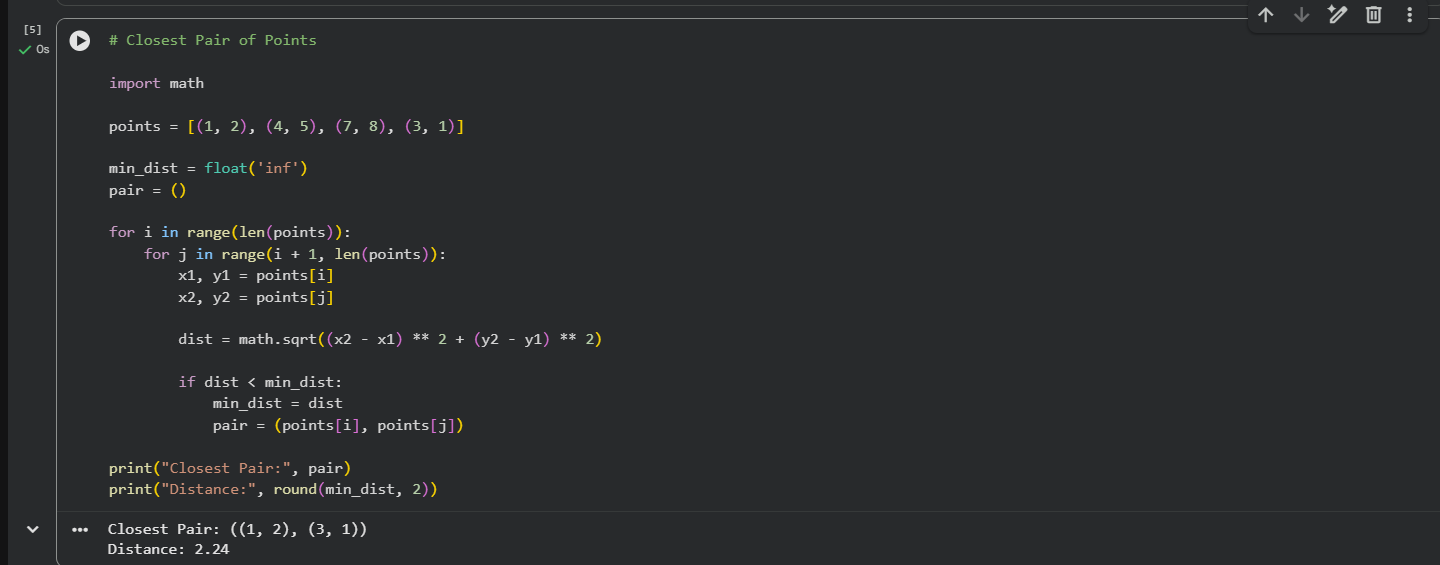 [5]
0s
# Closest Pair of Points
import math
points = [(1, 2), (4, 5), (7, 8), (3, 1)]
min_dist = float('inf')
pair = ()
for i in range(len(points)):
    for j in range(i + 1, len(points)):
        x1, y1 = points[i]
        x2, y2 = points[j]
        dist = math.sqrt((x2 - x1) ** 2 + (y2 - y1) ** 2)
        if dist < min_dist:
            min_dist = dist
            pair = (points[i], points[j])
print("Closest Pair:", pair)
print("Distance:", round(min_dist, 2))
Closest Pair: ((1, 2), (3, 1))
Distance: 2.24